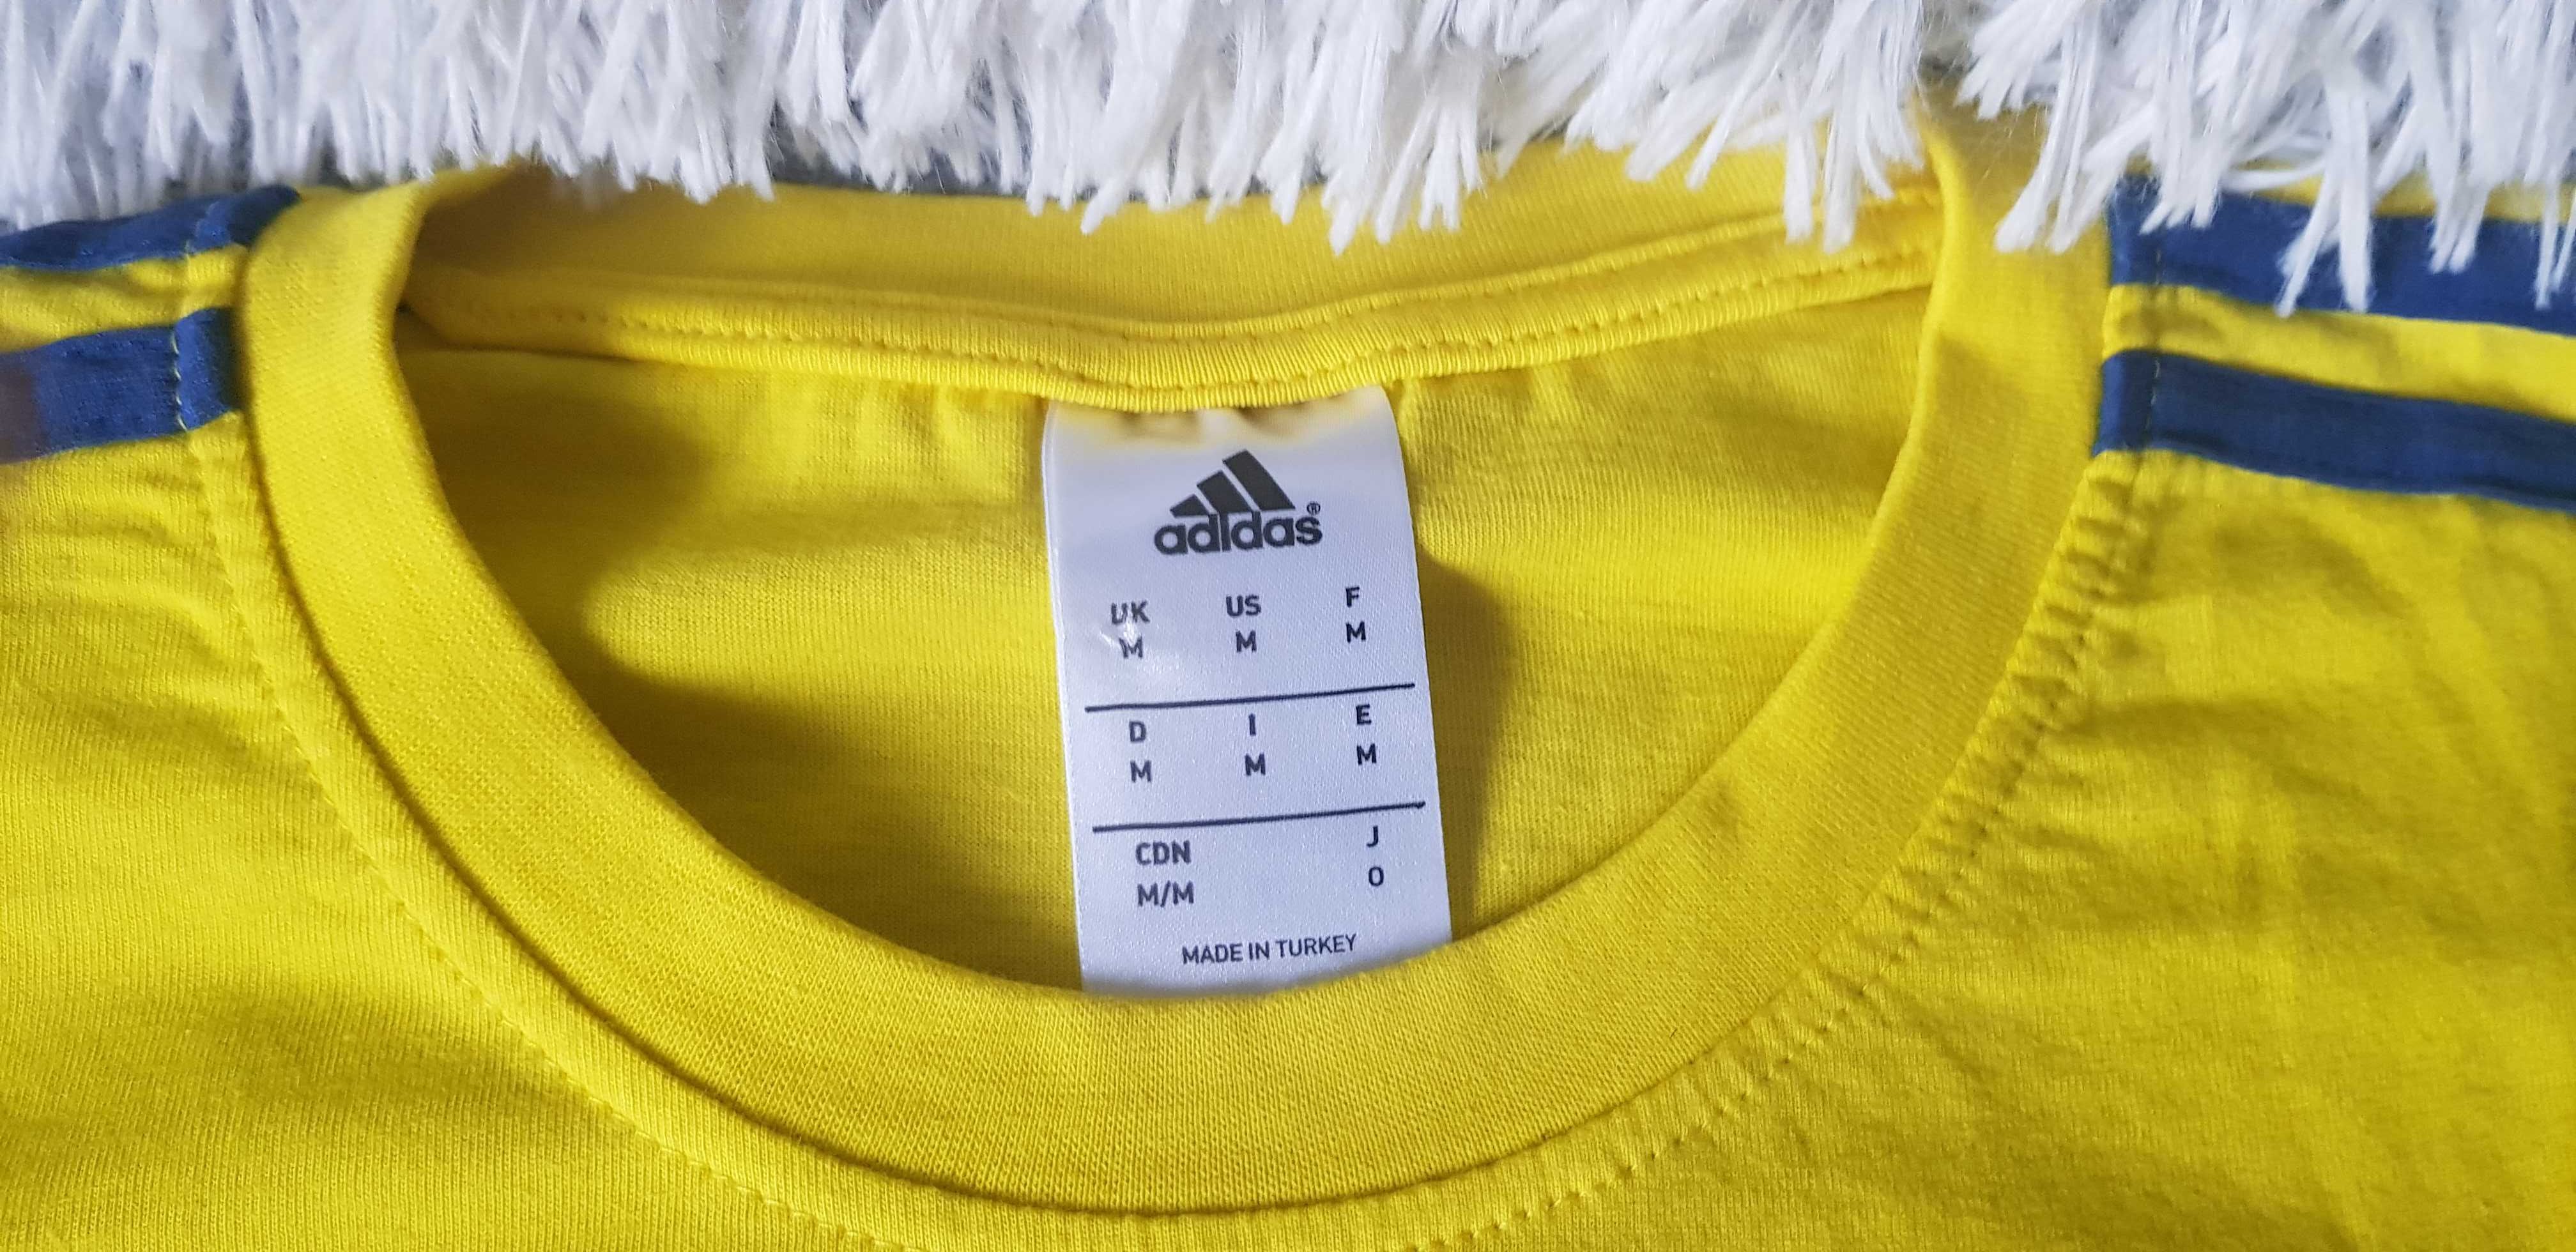 adidas®
UK US F
M M M
D I E
M M M
CDN J
M/M O
MADE IN TURKEY